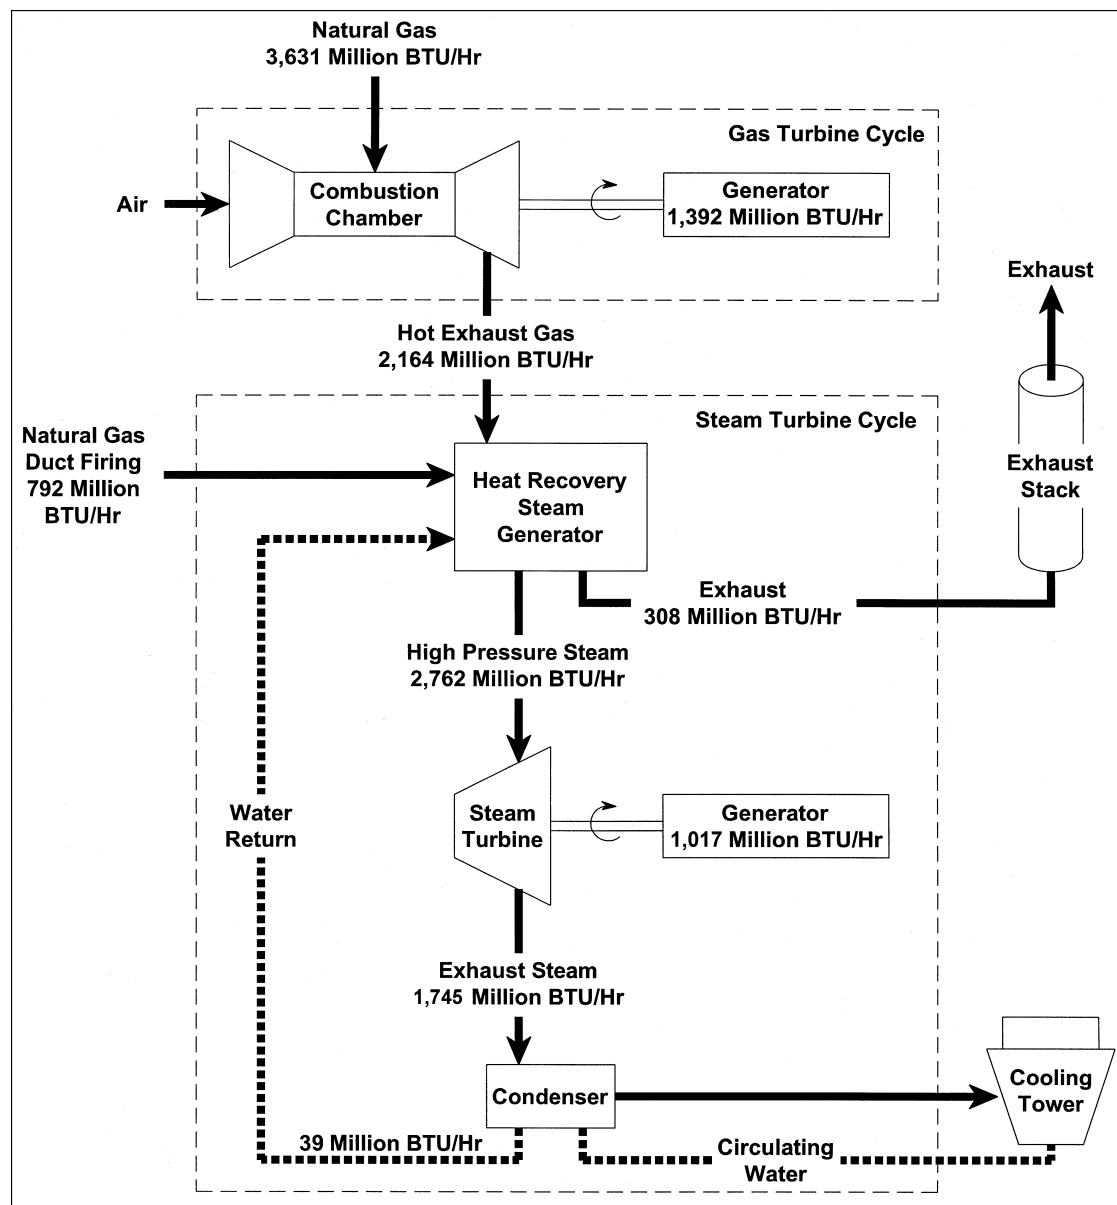 Natural Gas
3,631 Million BTU/Hr
Gas Turbine Cycle
Air
Combustion
Chamber
Generator
1,392 Million BTU/Hr
Exhaust
Hot Exhaust Gas
2,164 Million BTU/Hr
Steam Turbine Cycle
Natural Gas
Duct Firing
792 Million
BTU/Hr
Heat Recovery
Steam
Generator
Exhaust
Stack
Exhaust
308 Million BTU/Hr
High Pressure Steam
2,762 Million BTU/Hr
Water
Return
Steam
Turbine
Generator
1,017 Million BTU/Hr
Exhaust Steam
1,745 Million BTU/Hr
Condenser
Cooling
Tower
39 Million BTU/Hr
Circulating
Water